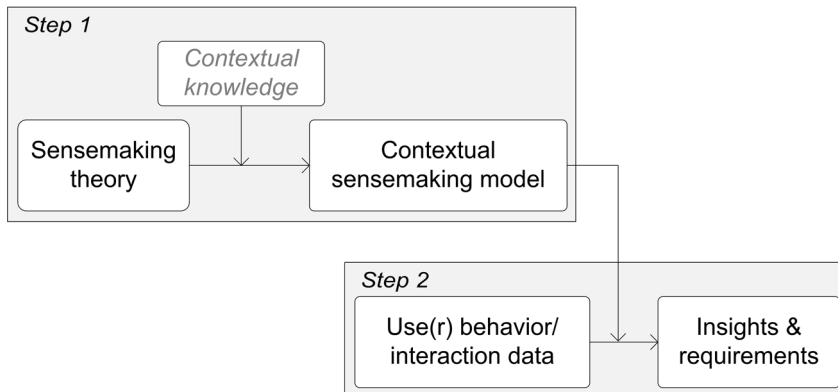 Step 1
Contextual
knowledge
Sensemaking
theory
Contextual
sensemaking model
Step 2
Use(r) behavior/
interaction data
Insights &
requirements